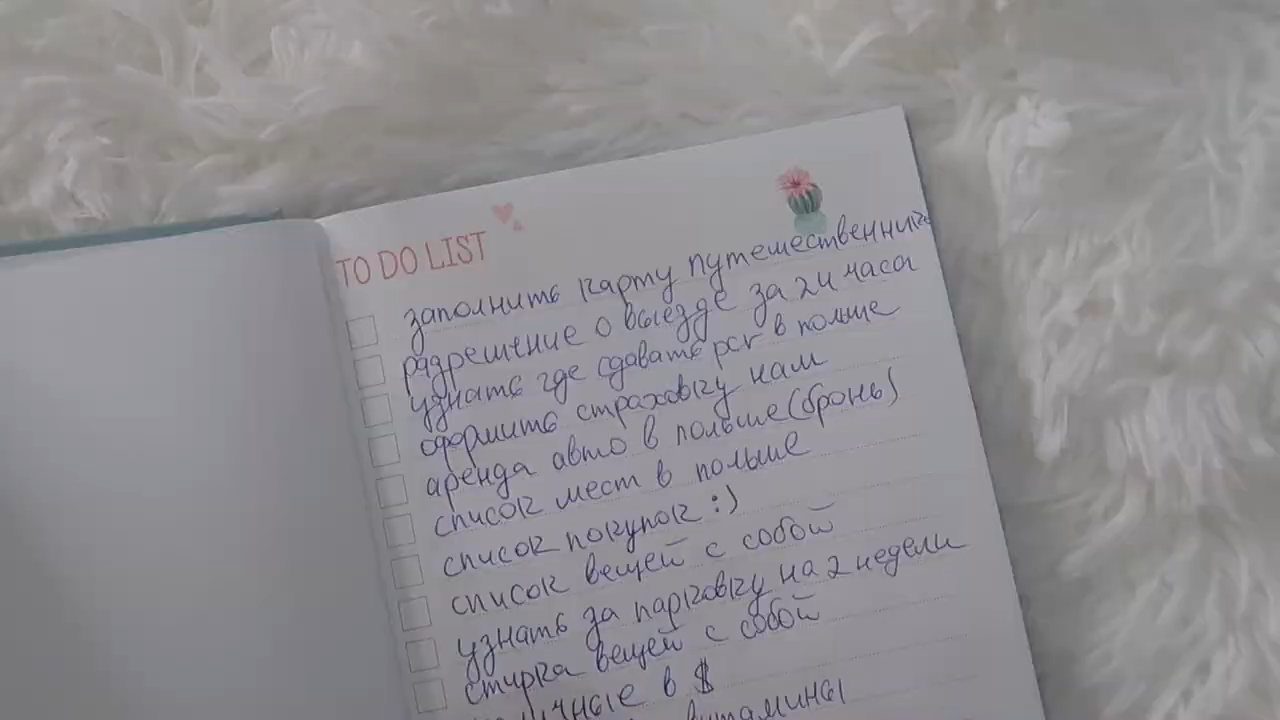 TO DO LIST
заполнить карту путешественника
разрешение о выезде за 24 часа
узнать где сдавать pcr в польше
оформить страховку нам
аренда авто в польше (бронь)
список мест в польше
список покупок :)
список вещей с собой
узнать за парковку на 2 недели
стирка вещей с собой
в $
витамины